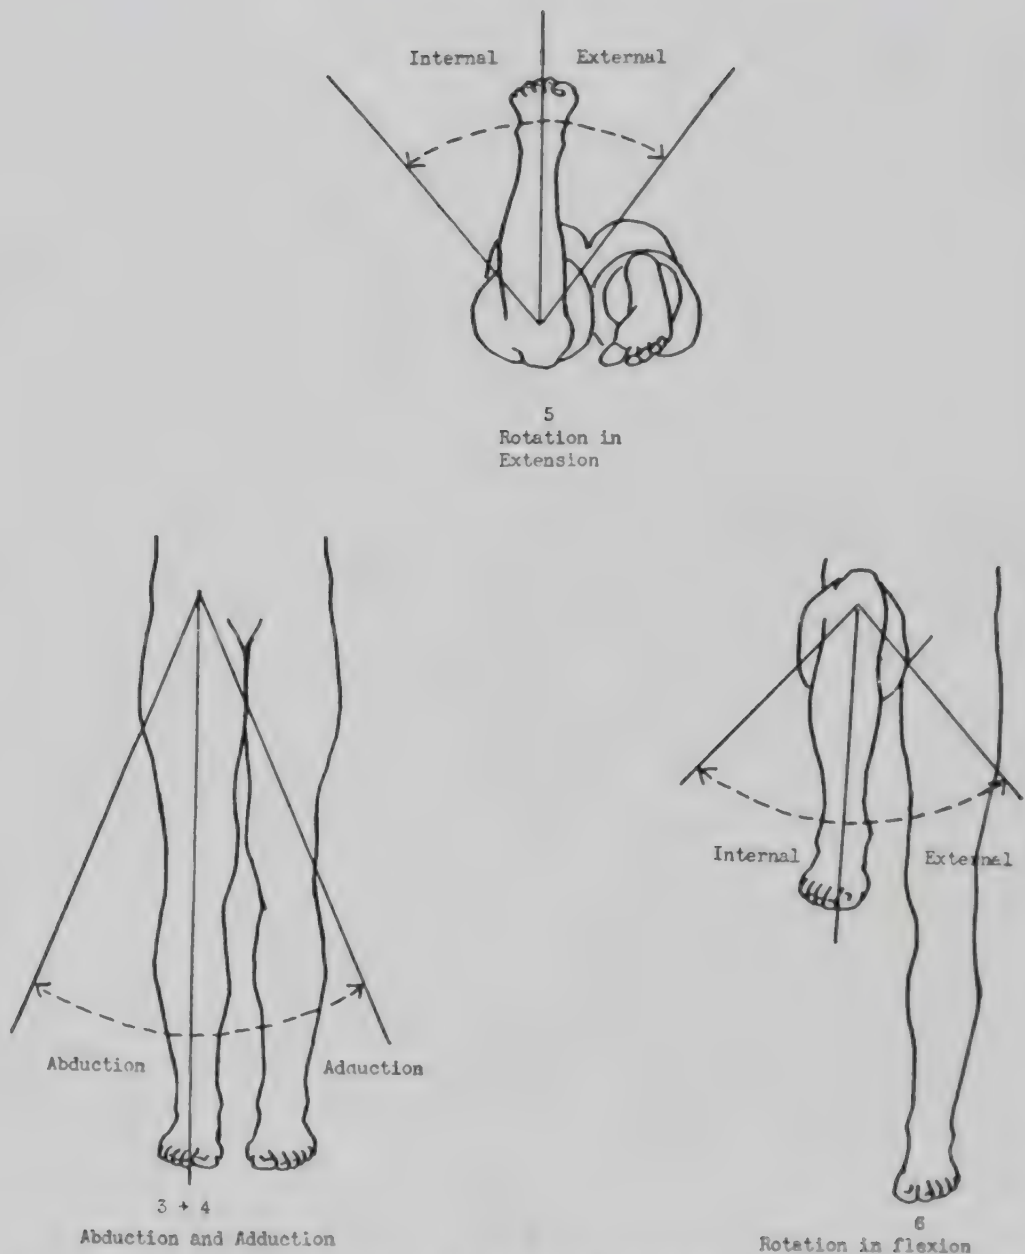 Internal External
5
Rotation in
Extension
Internal External
Abduction Adduction
3 + 4
Abduction and Adduction
6
Rotation in flexion